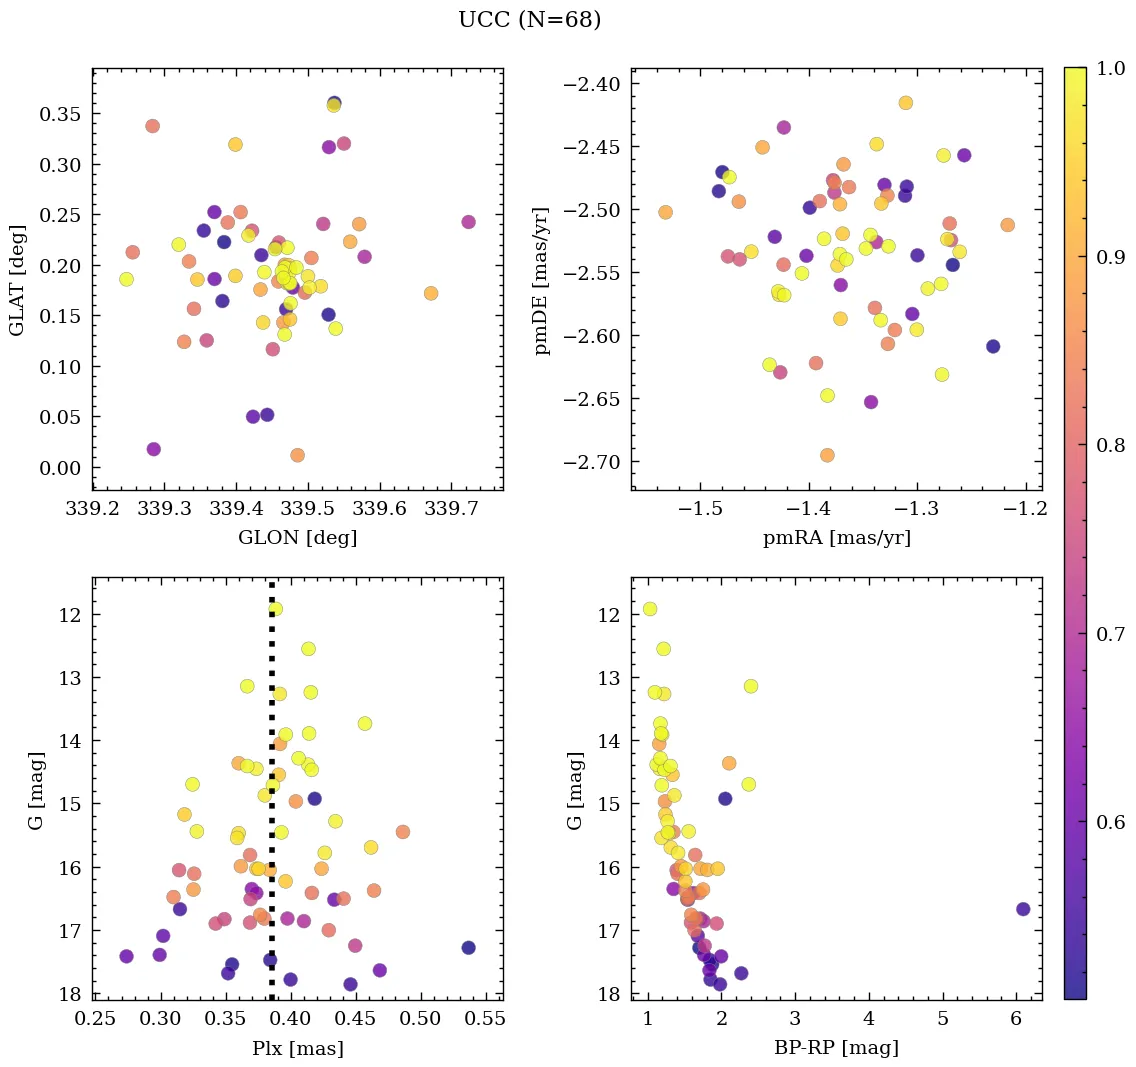 UCC (N=68)
0.35
0.30
0.25
0.20
0.15
0.10
0.05
0.00
GLAT [deg]
339.2 339.3 339.4 339.5 339.6 339.7
GLON [deg]
−2.40
−2.45
−2.50
−2.55
−2.60
−2.65
−2.70
pmDE [mas/yr]
−1.5 −1.4 −1.3 −1.2
pmRA [mas/yr]
12
13
14
15
16
17
18
G [mag]
0.25 0.30 0.35 0.40 0.45 0.50 0.55
Plx [mas]
12
13
14
15
16
17
18
G [mag]
1 2 3 4 5 6
BP-RP [mag]
1.0
0.9
0.8
0.7
0.6